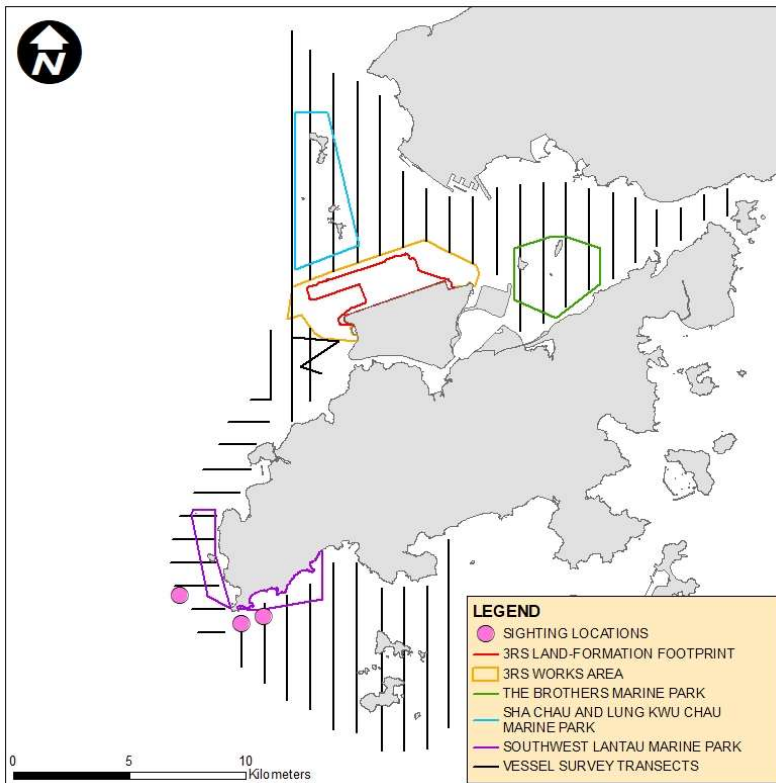 N
LEGEND
SIGHTING LOCATIONS
3RS LAND-FORMATION FOOTPRINT
3RS WORKS AREA
THE BROTHERS MARINE PARK
SHA CHAU AND LUNG KWU CHAU
MARINE PARK
SOUTHWEST LANTAU MARINE PARK
VESSEL SURVEY TRANSECTS
0 5 10
Kilometers